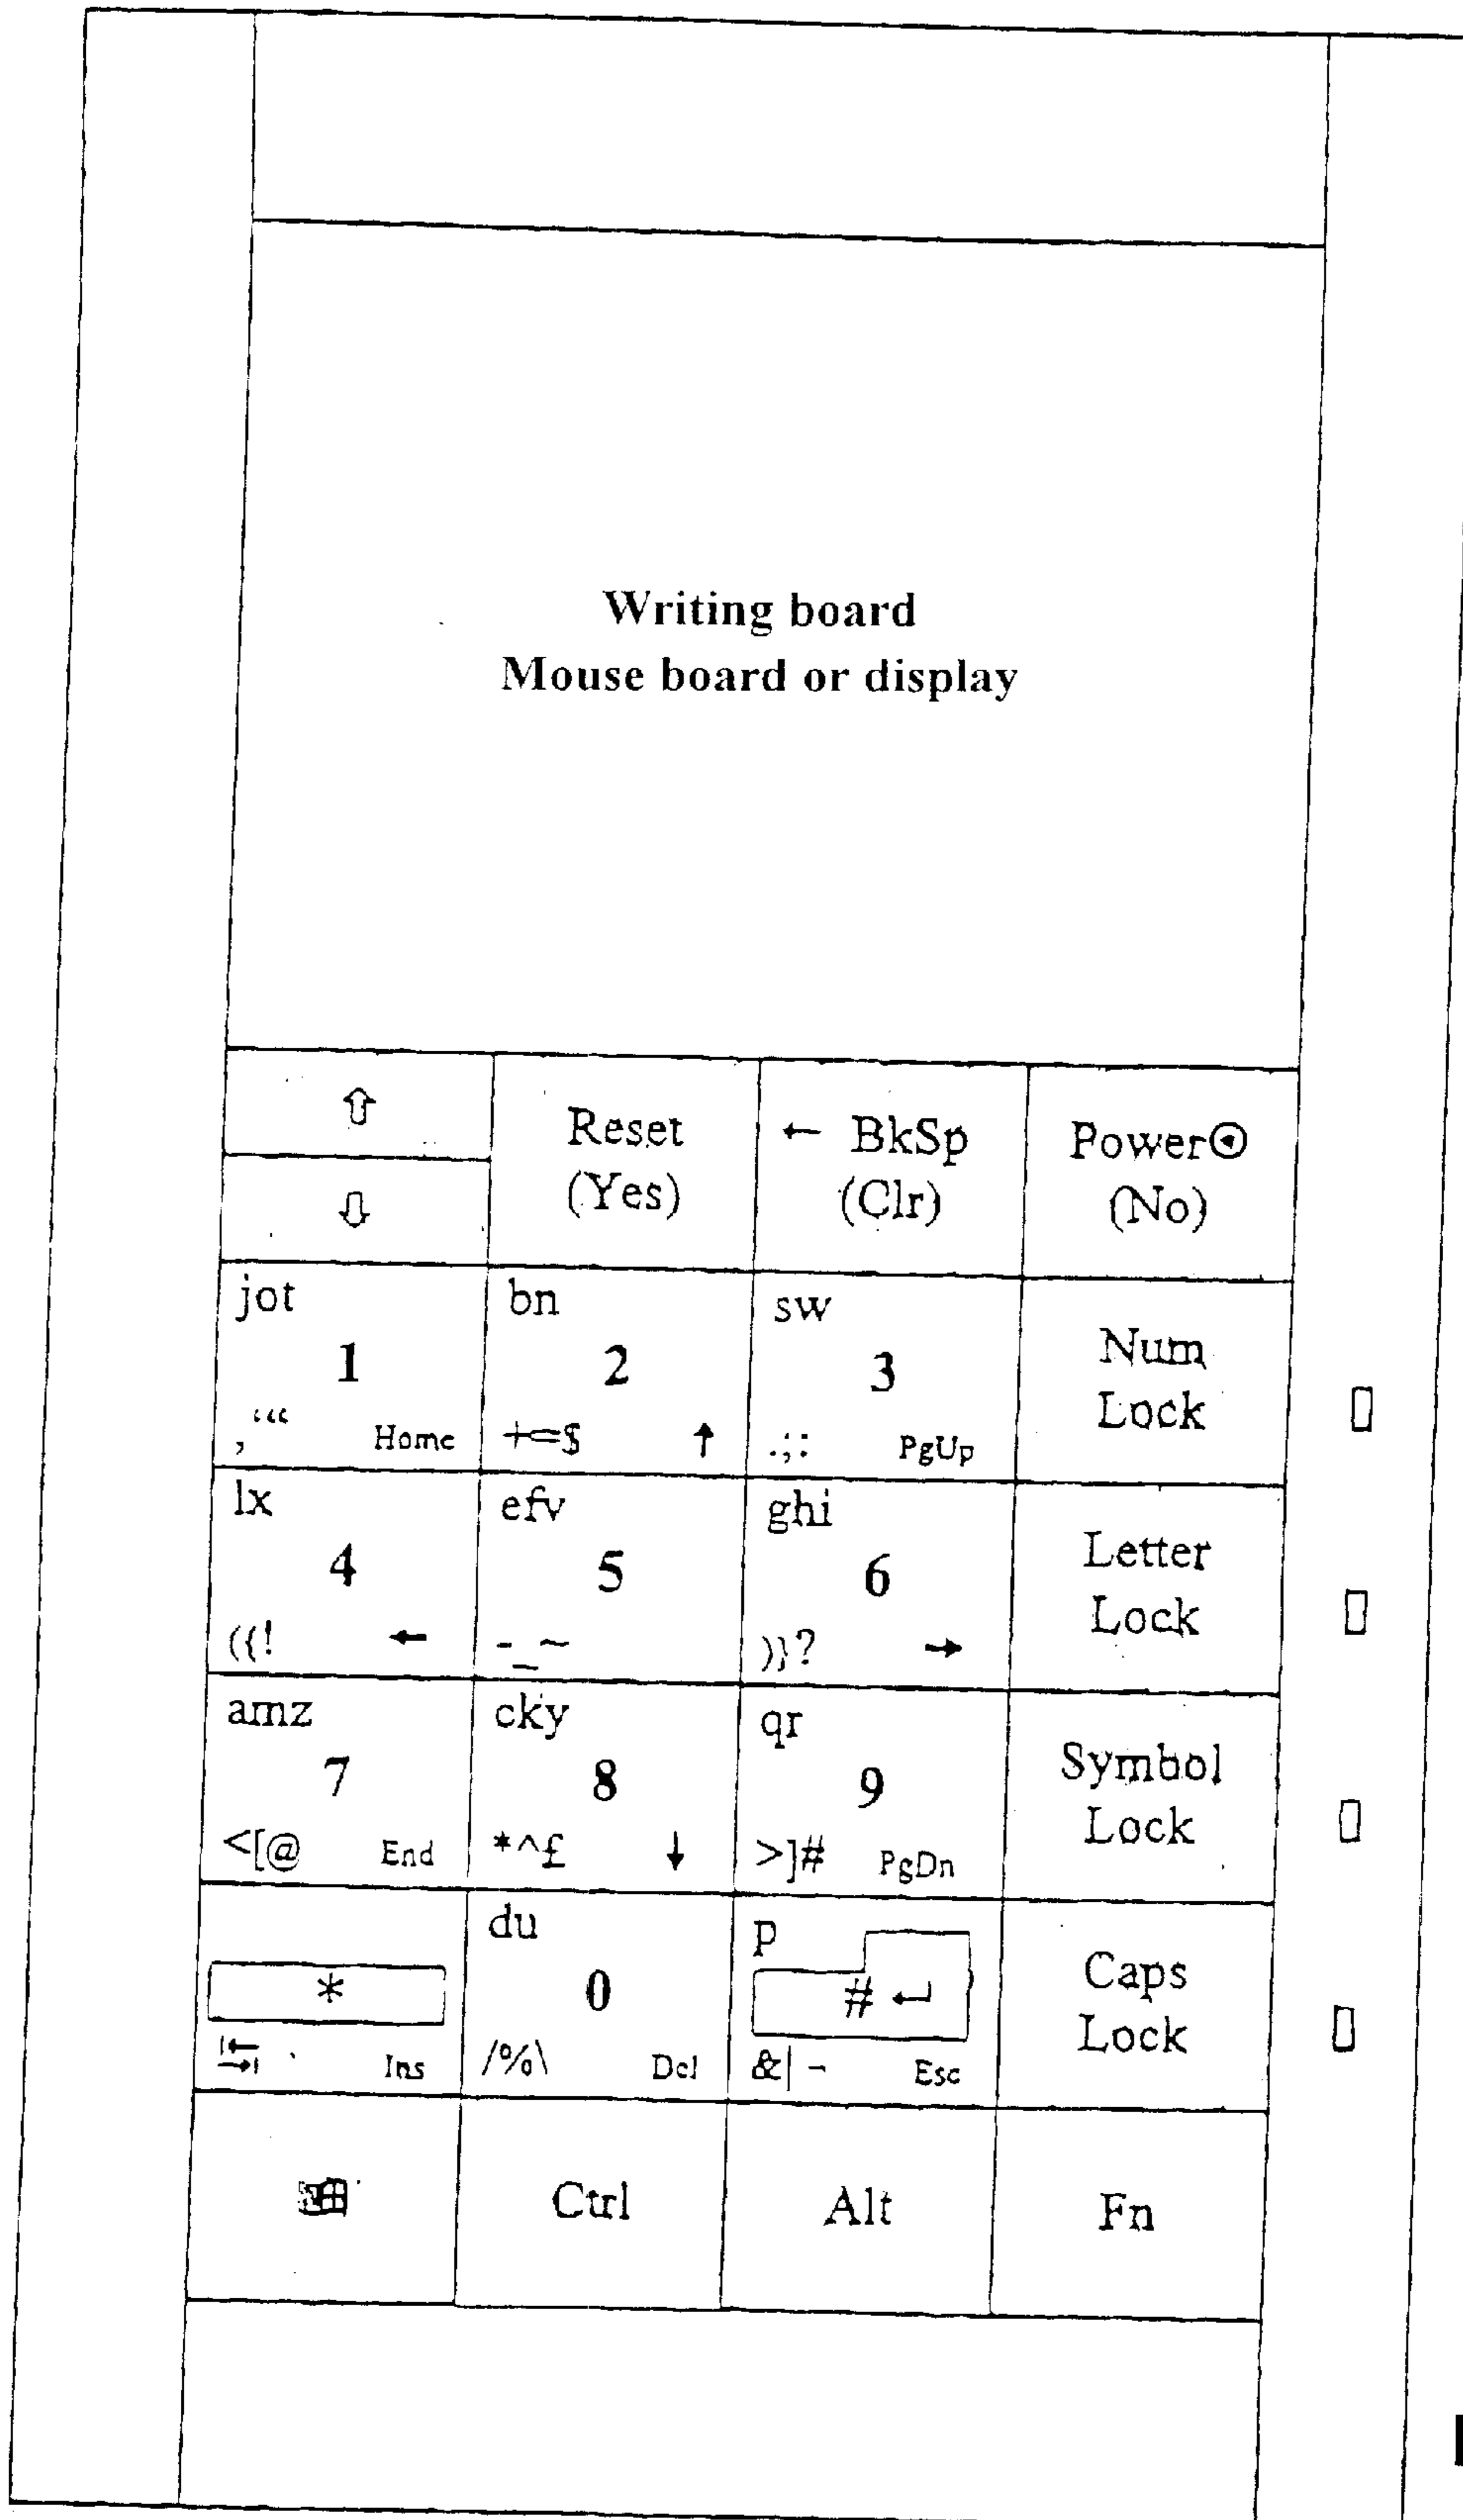 Writing board
Mouse board or display
⇧
Reset
(Yes)
← BkSp
(Clr)
Power
(No)
⇩
jot
1
Home
bn
2
+=$ ↑
sw
3
.;: PgUp
Num
Lock
lx
4
({! ←
efv
5
-_~
ghi
6
)}? →
Letter
Lock
amz
7
<[@ End
cky
8
*^£ ↓
qr
9
>]# PgDn
Symbol
Lock
*
Ins
du
0
/%\ Del
p
# ↵
&|¬ Esc
Caps
Lock
Ctrl
Alt
Fn